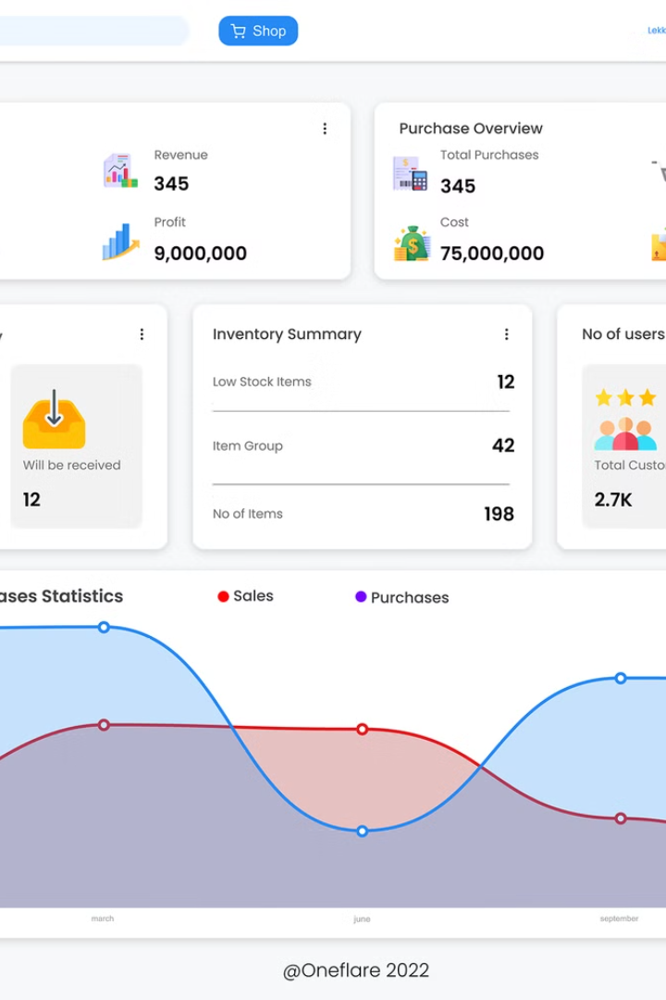 Shop
Lekk
Revenue
345
Profit
9,000,000
Purchase Overview
Total Purchases
345
Cost
75,000,000
Will be received
12
Inventory Summary
Low Stock Items 12
Item Group 42
No of Items 198
No of users
Total Custo
2.7K
ases Statistics
Sales
Purchases
march
june
september
@Oneflare 2022